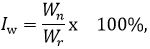 I_w = W_n / W_r x 100%,